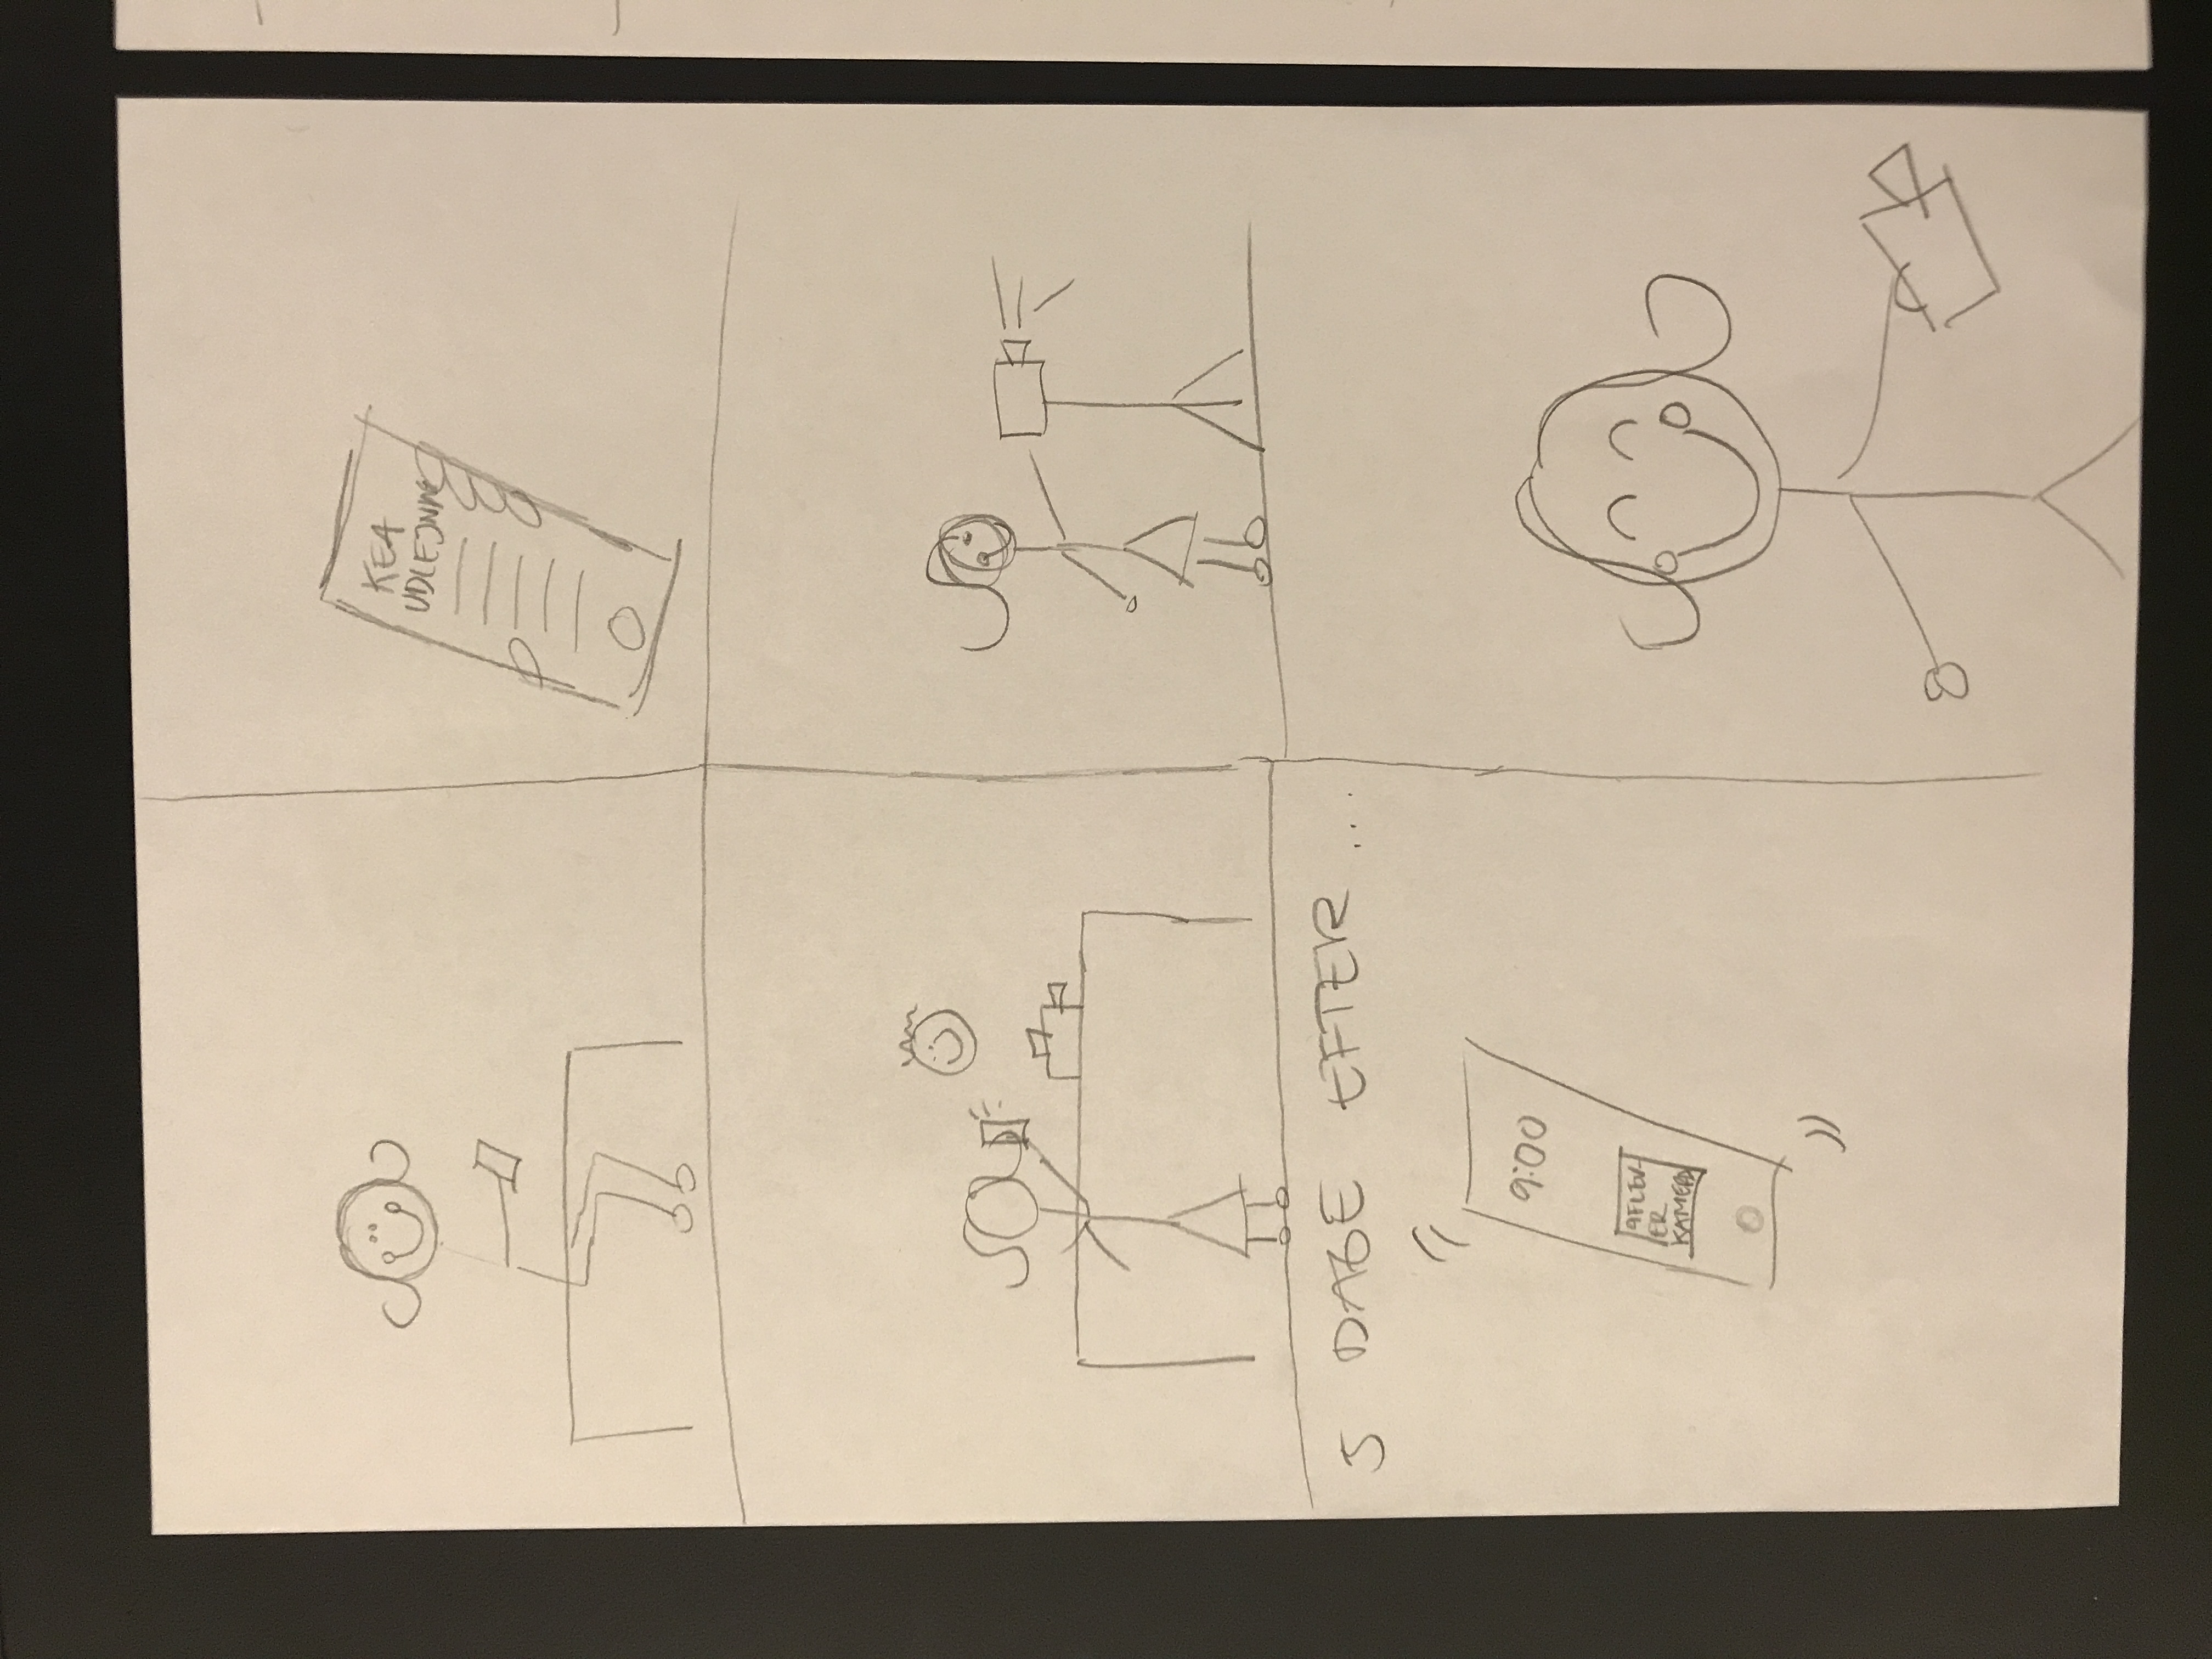 KEA
UDLEJNING
5 DAGE EFTER ...
9:00
AFLEV-
ER
KAMERA